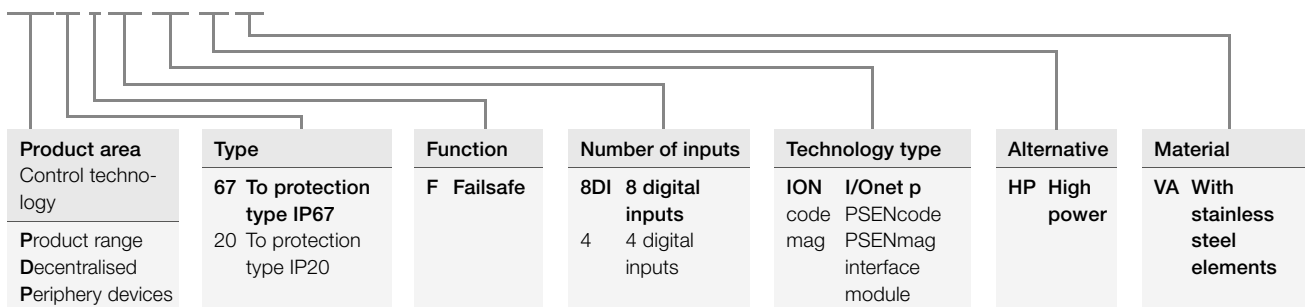 Product area
Control techno-
logy
Product range
Decentralised
Periphery devices
Type
67 To protection
type IP67
20 To protection
type IP20
Function
F Failsafe
Number of inputs
8DI 8 digital
inputs
4 4 digital
inputs
Technology type
ION I/Onet p
code PSENcode
mag PSENmag
interface
module
Alternative
HP High
power
Material
VA With
stainless
steel
elements